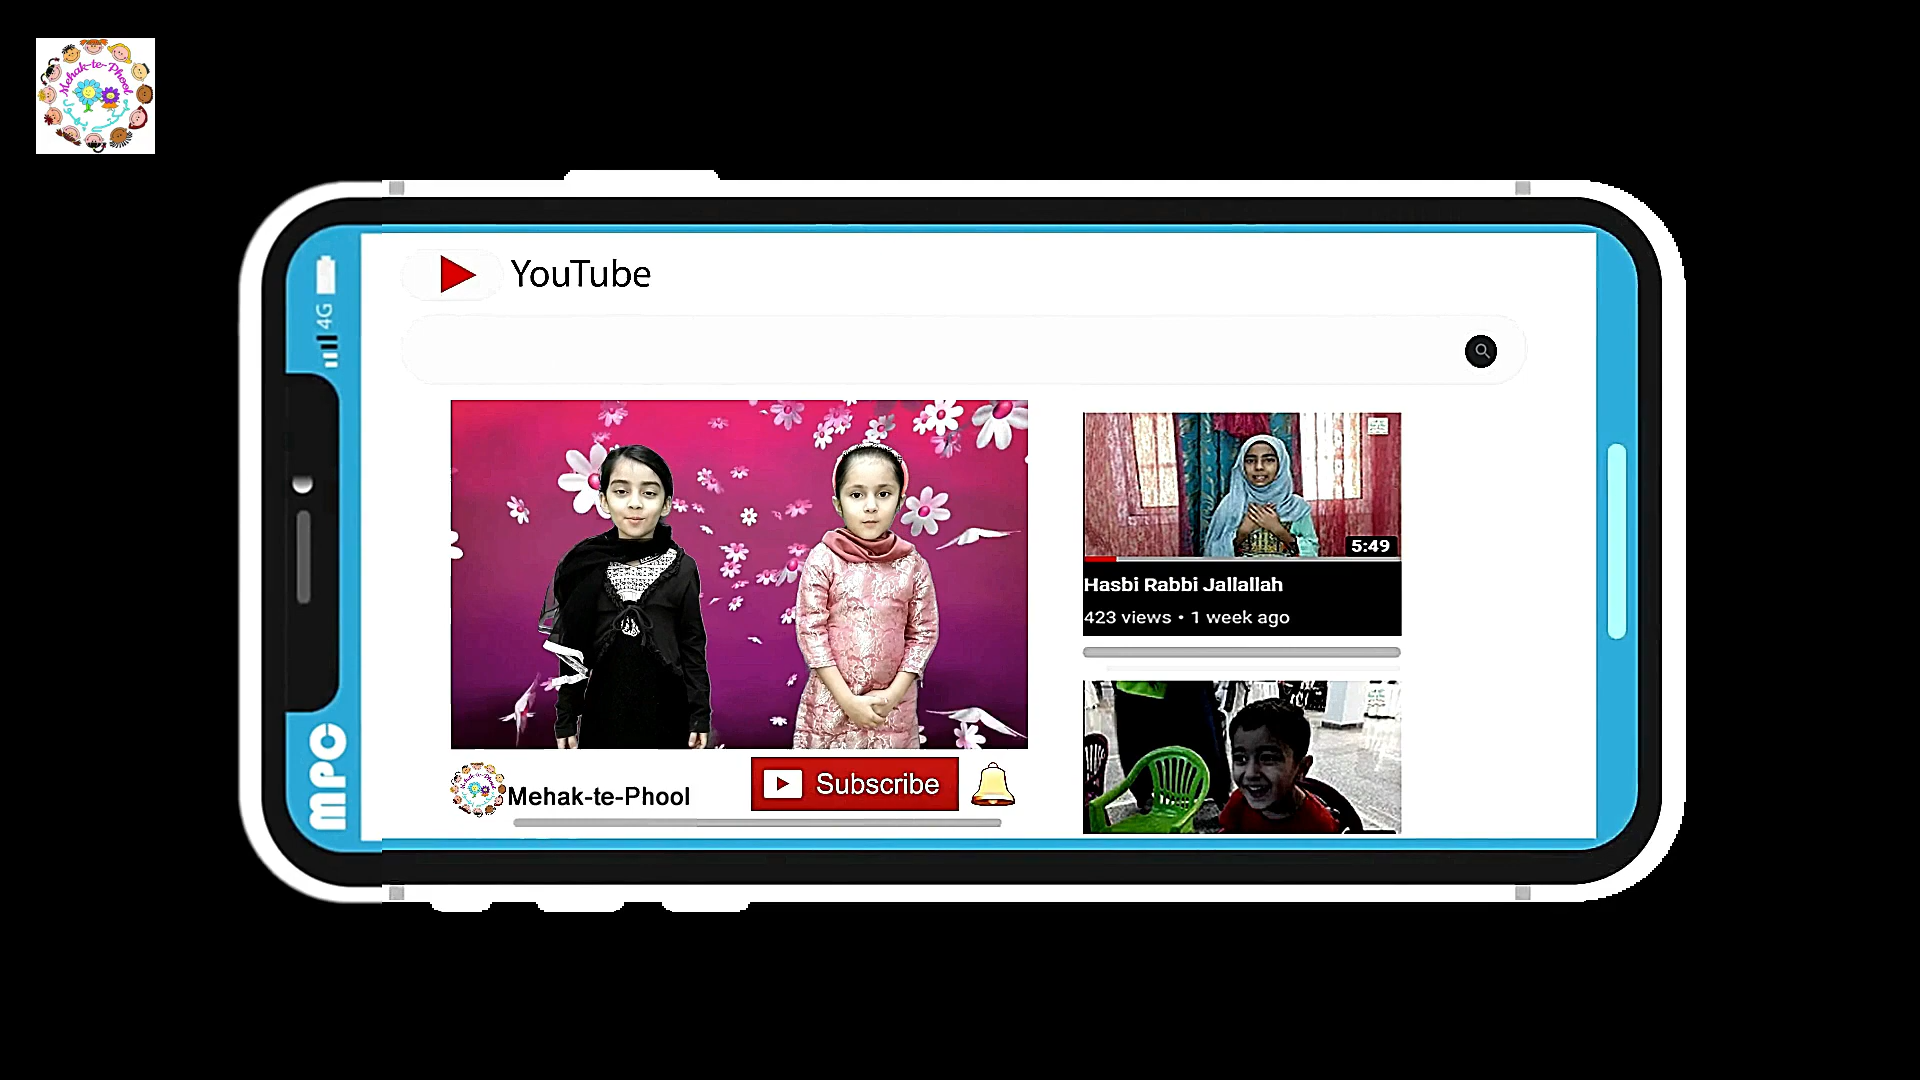 Mehak-te-Phool
YouTube
4G
mpc
5:49
Hasbi Rabbi Jallallah
423 views • 1 week ago
Mehak-te-Phool
Subscribe